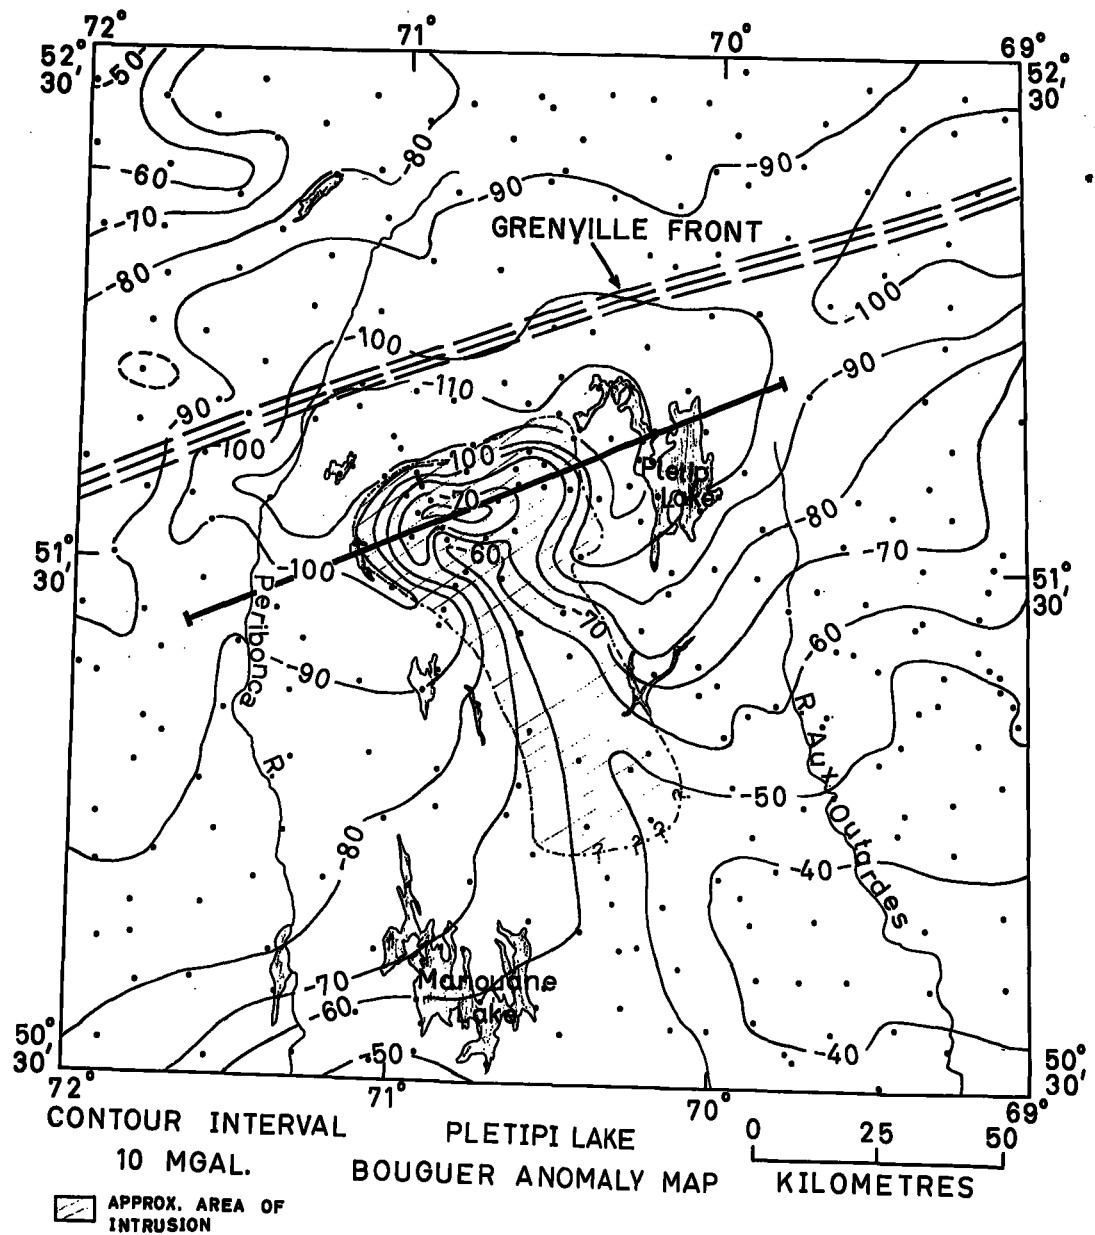 72° 71° 70° 69°
52° 30'
52° 30'
-50
-60
-70
-80
-80
-90
-90
GRENVILLE FRONT
-100
-100
-110
-90
-90
-100
-100
-70
Pletipi
Lake
-80
-60
-70
51° 30'
51° 30'
-100
Peribonca
R.
-90
-70
-60
R. Aux Outardes
-50
? ? ? ?
-80
-40
-70
Manouane
Lake
-60
-50
-40
50° 30'
50° 30'
72° 71° 70° 69°
CONTOUR INTERVAL
10 MGAL.
APPROX. AREA OF
INTRUSION
PLETIPI LAKE
BOUGUER ANOMALY MAP
0 25 50
KILOMETRES